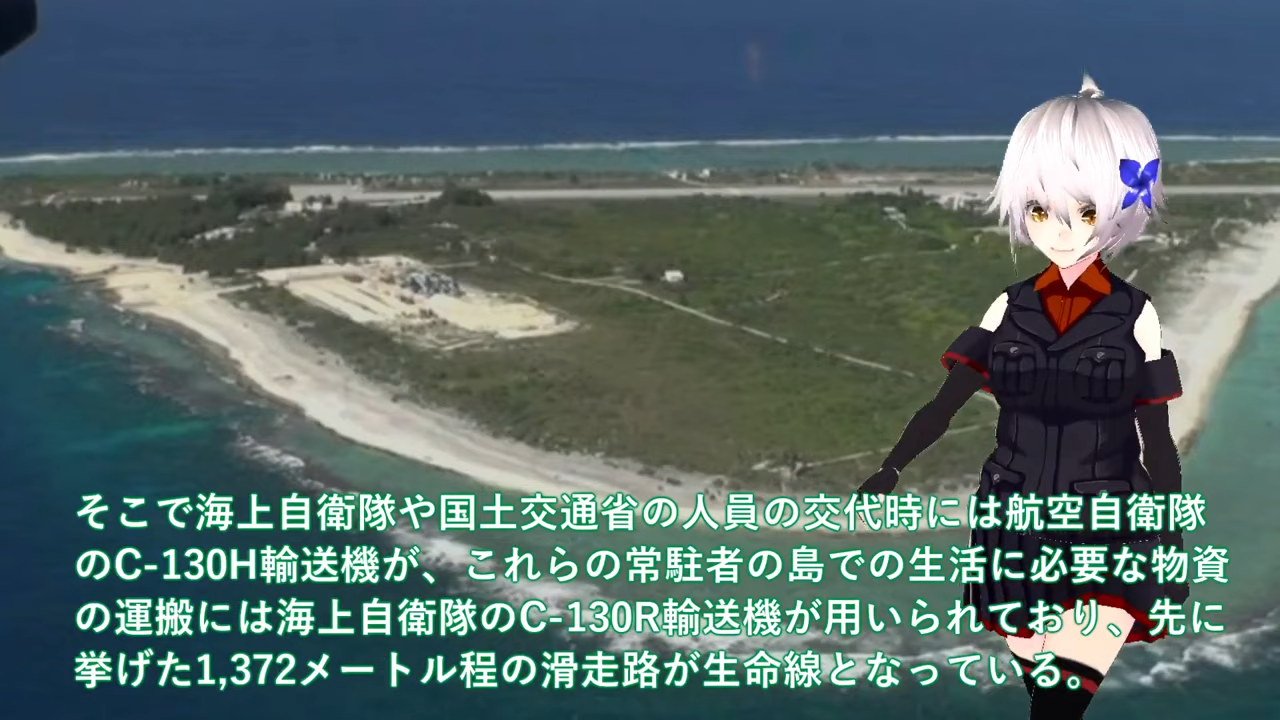 そこで海上自衛隊や国土交通省の人員の交代時には航空自衛隊
のC-130H輸送機が、これらの常駐者の島での生活に必要な物資
の運搬には海上自衛隊のC-130R輸送機が用いられており、先に
挙げた1,372メートル程の滑走路が生命線となっている。